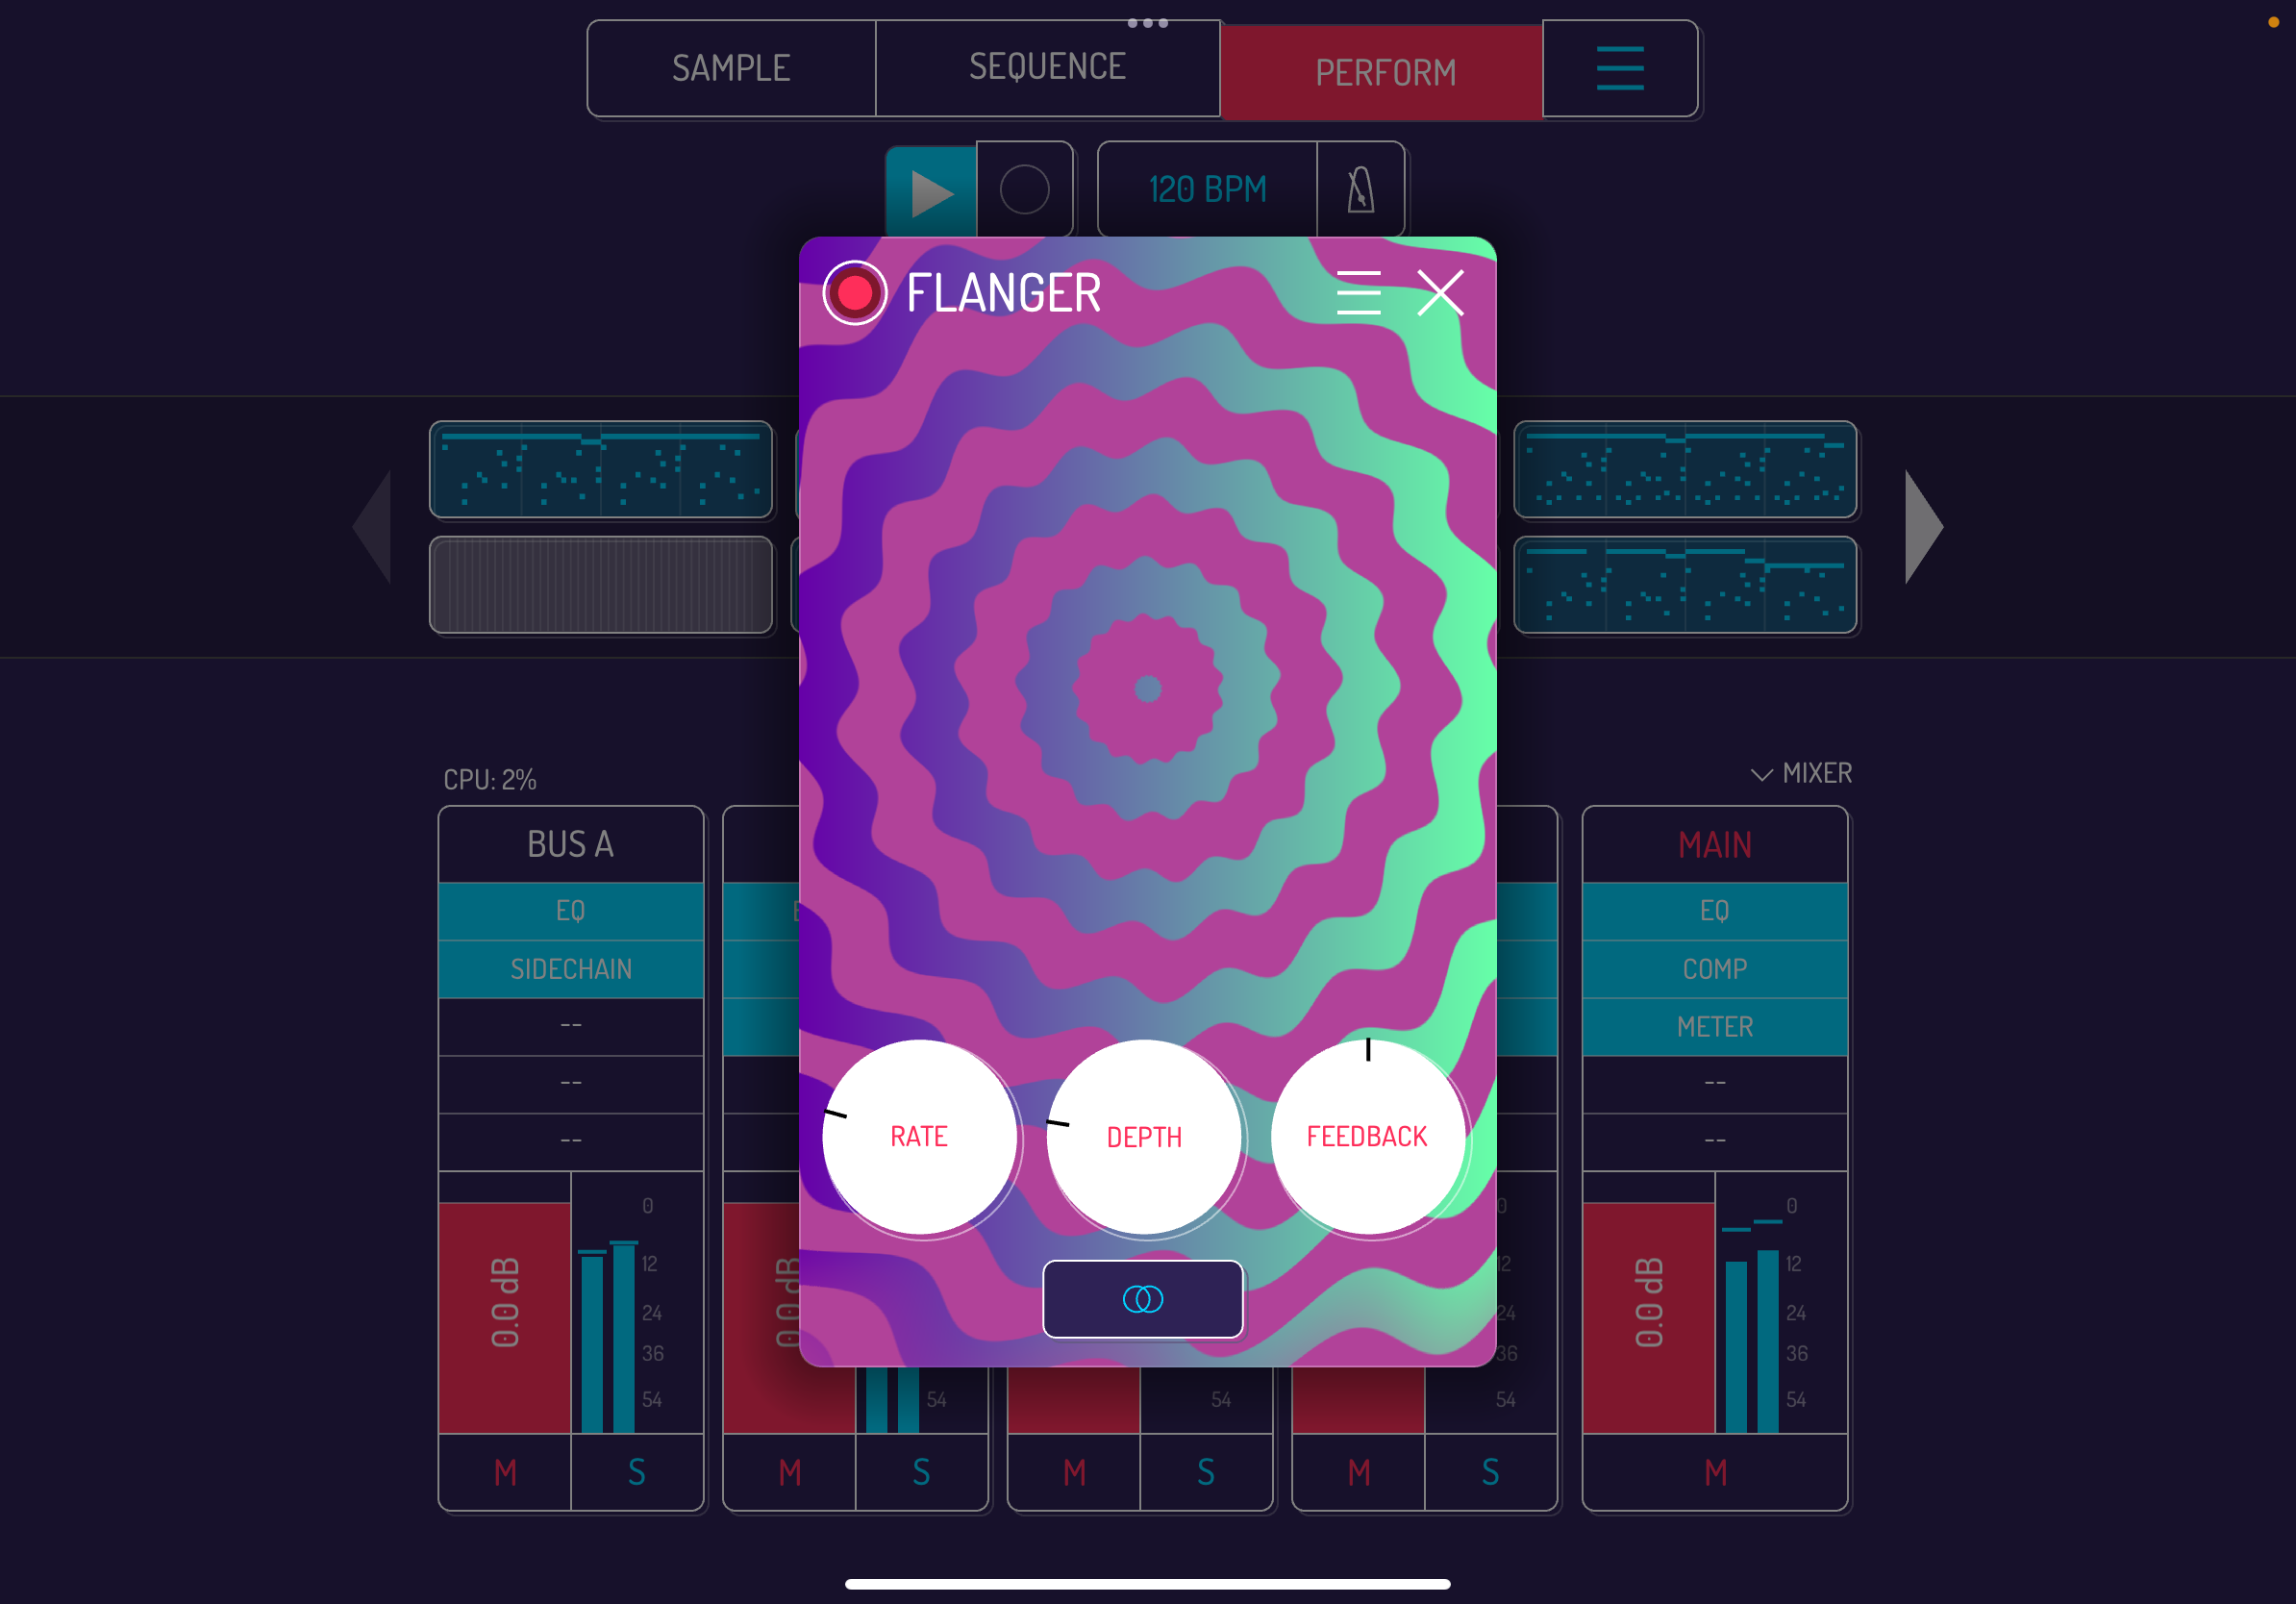 SAMPLE
SEQUENCE
PERFORM
120 BPM
FLANGER
CPU: 2%
MIXER
BUS A
MAIN
EQ
EQ
SIDECHAIN
COMP
--
METER
--
--
--
--
RATE
DEPTH
FEEDBACK
0.0 dB
0
12
24
36
54
0.0 dB
54
54
0
12
24
36
54
0.0 dB
0
12
24
36
54
M
S
M
S
M
S
M
S
M